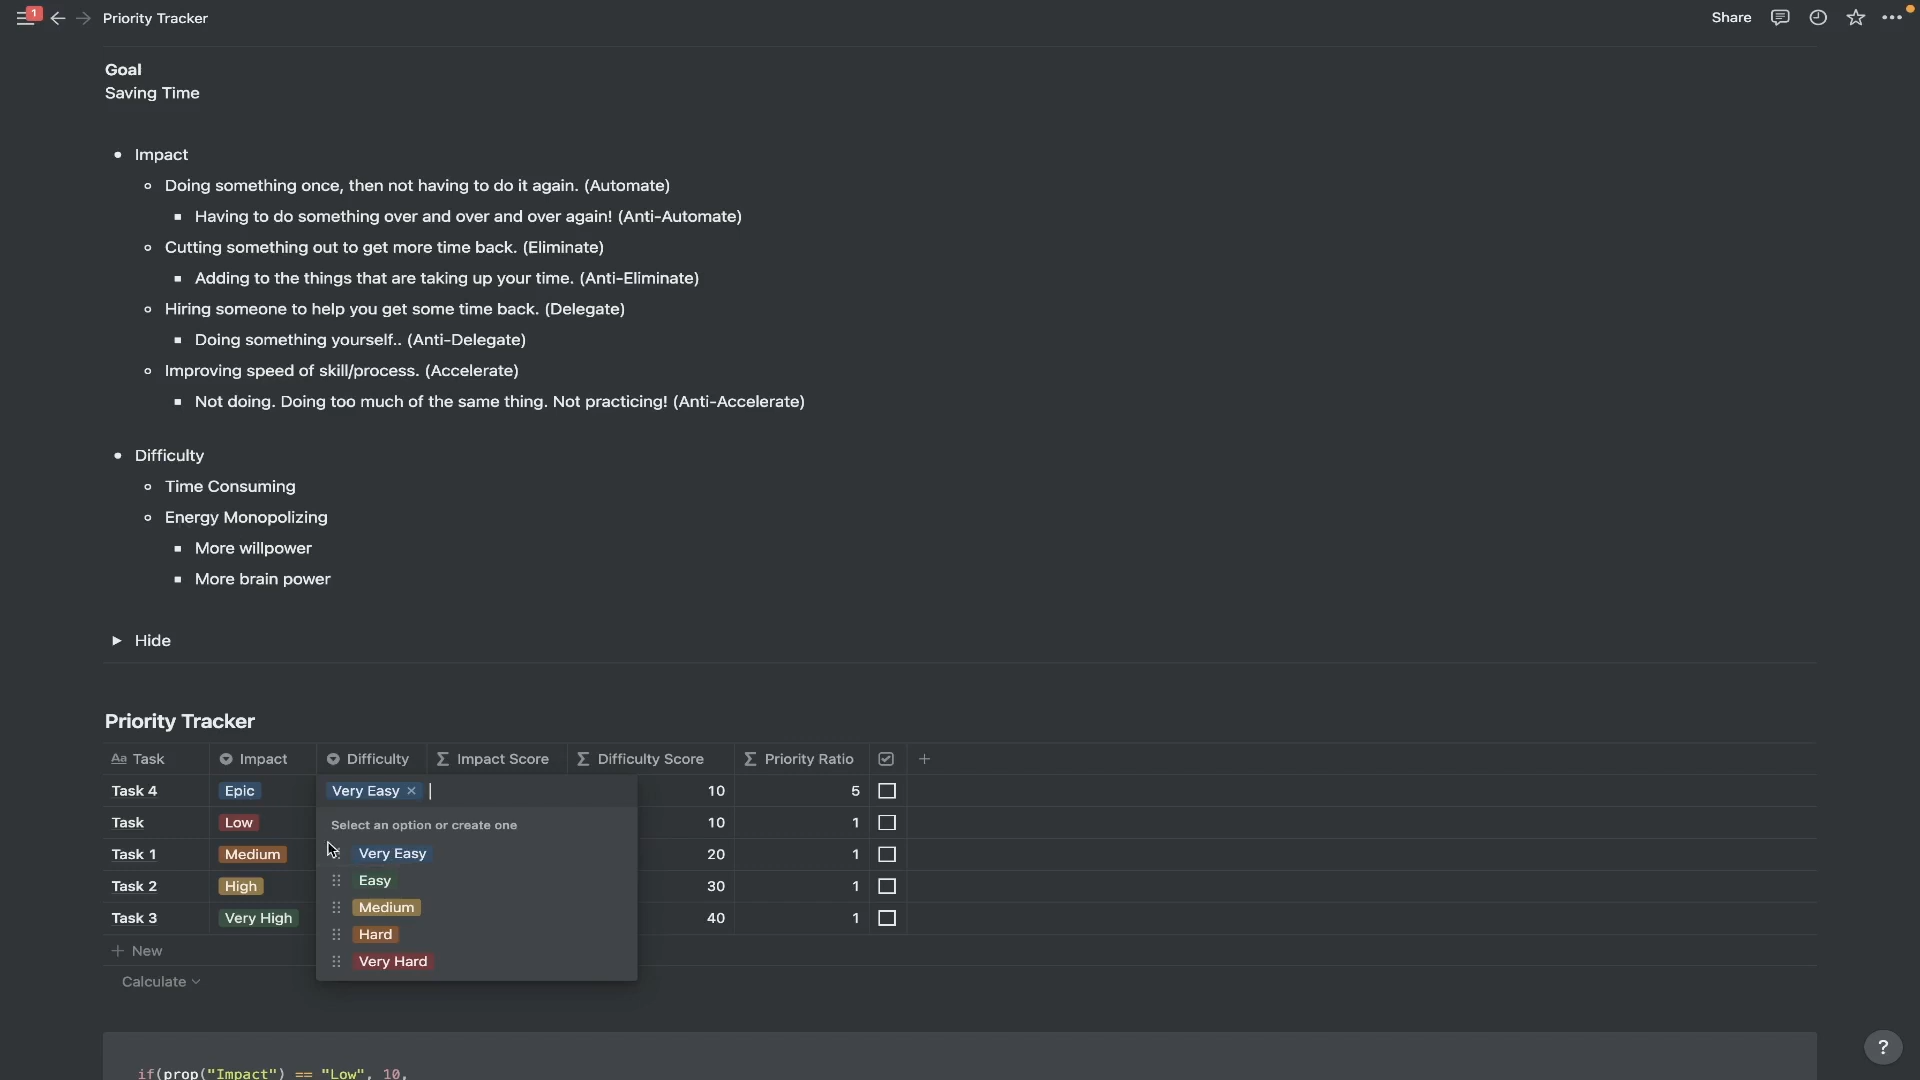 1
Priority Tracker
Share
Goal
Saving Time
Impact
Doing something once, then not having to do it again. (Automate)
Having to do something over and over and over again! (Anti-Automate)
Cutting something out to get more time back. (Eliminate)
Adding to the things that are taking up your time. (Anti-Eliminate)
Hiring someone to help you get some time back. (Delegate)
Doing something yourself.. (Anti-Delegate)
Improving speed of skill/process. (Accelerate)
Not doing. Doing too much of the same thing. Not practicing! (Anti-Accelerate)
Difficulty
Time Consuming
Energy Monopolizing
More willpower
More brain power
Hide
Priority Tracker
Aa Task Impact Difficulty Σ Impact Score Σ Difficulty Score Σ Priority Ratio +
Task 4 Epic Very Easy × 10 5
Task Low Select an option or create one 10 1
Task 1 Medium Very Easy 20 1
Task 2 High Easy 30 1
Medium
Task 3 Very High 40 1
Hard
+ New
Very Hard
Calculate
?
if(prop("Impact") == "Low", 10,